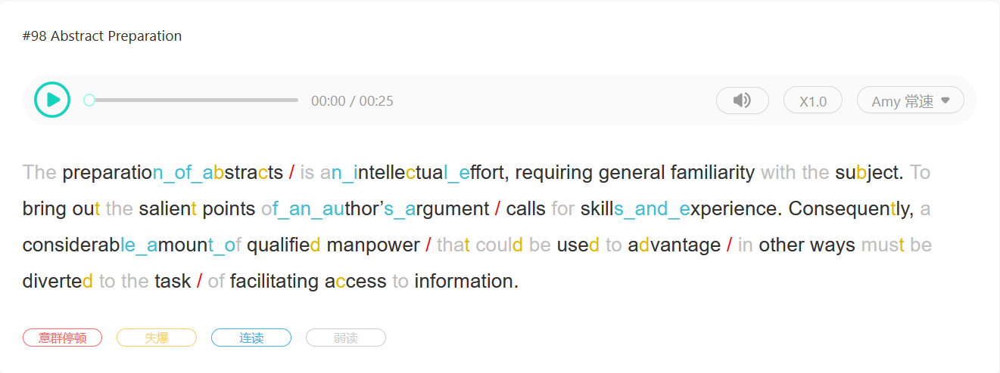 #98 Abstract Preparation
00:00 / 00:25
X1.0
Amy 常速
The preparation_of_abstracts / is an_intellectual_effort, requiring general familiarity with the subject. To
bring out the salient points of_an_author’s_argument / calls for skills_and_experience. Consequently, a
considerable_amount_of qualified manpower / that could be used to advantage / in other ways must be
diverted to the task / of facilitating access to information.
意群停顿 失爆 连读 弱读